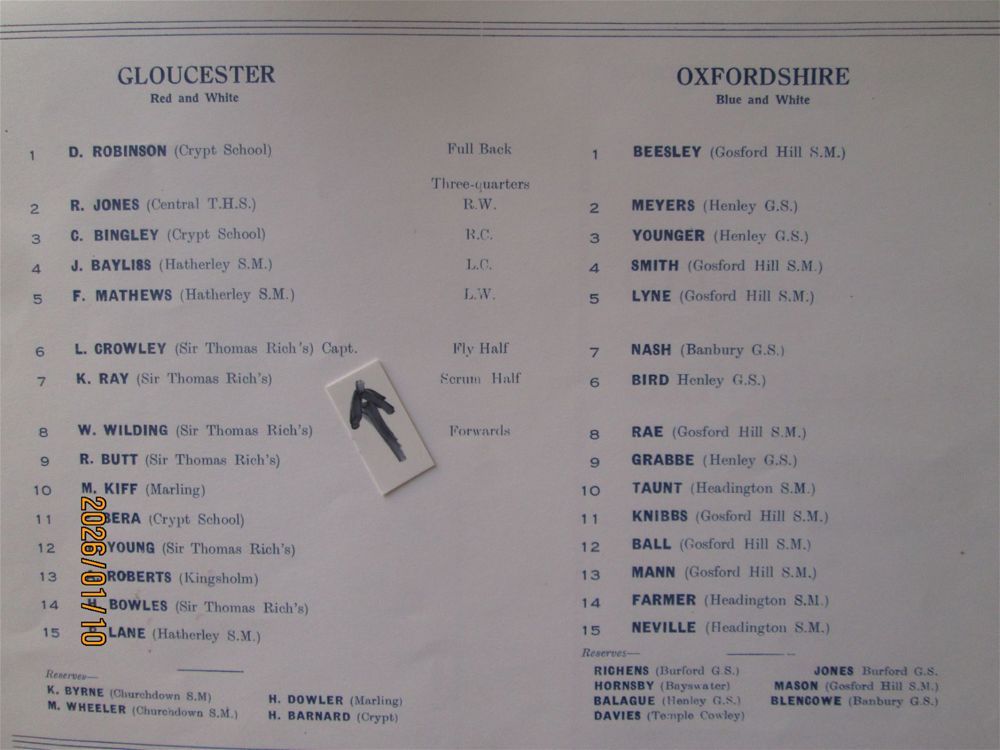 GLOUCESTER
Red and White
OXFORDSHIRE
Blue and White
1 D. ROBINSON (Crypt School) Full Back 1 BEESLEY (Gosford Hill S.M.)
Three-quarters
2 R. JONES (Central T.H.S.) R.W. 2 MEYERS (Henley G.S.)
3 C. BINGLEY (Crypt School) R.C. 3 YOUNGER (Henley G.S.)
4 J. BAYLISS (Hatherley S.M.) L.C. 4 SMITH (Gosford Hill S.M.)
5 F. MATHEWS (Hatherley S.M.) L.W. 5 LYNE (Gosford Hill S.M.)
6 L. CROWLEY (Sir Thomas Rich's) Capt. Fly Half 7 NASH (Banbury G.S.)
7 K. RAY (Sir Thomas Rich's) Scrum Half 6 BIRD Henley G.S.)
8 W. WILDING (Sir Thomas Rich's) Forwards 8 RAE (Gosford Hill S.M.)
9 R. BUTT (Sir Thomas Rich's) 9 GRABBE (Henley G.S.)
10 M. KIFF (Marling) 10 TAUNT (Headington S.M.)
11 BERA (Crypt School) 11 KNIBBS (Gosford Hill S.M.)
12 YOUNG (Sir Thomas Rich's) 12 BALL (Gosford Hill S.M.)
13 ROBERTS (Kingsholm) 13 MANN (Gosford Hill S.M.)
14 H. BOWLES (Sir Thomas Rich's) 14 FARMER (Headington S.M.)
15 LANE (Hatherley S.M.) 15 NEVILLE (Headington S.M.)
Reserves—
K. BYRNE (Churchdown S.M) H. DOWLER (Marling)
M. WHEELER (Churchdown S.M.) H. BARNARD (Crypt)
Reserves—
RICHENS (Burford G.S.) JONES Burford G.S.
HORNSBY (Bayswater) MASON (Gosford Hill S.M.)
BALAGUE (Henley G.S.) BLENCOWE (Banbury G.S.)
DAVIES (Temple Cowley)
2026/01/10